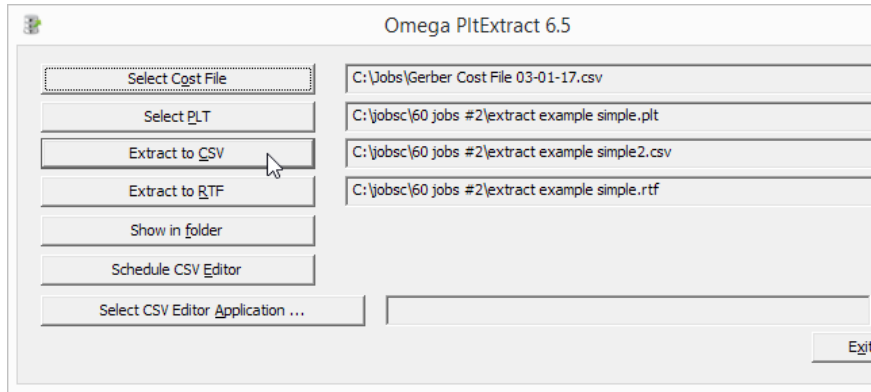 Omega PltExtract 6.5
Select Cost File C:\Jobs\Gerber Cost File 03-01-17.csv
Select PLT C:\jobsc\60 jobs #2\extract example simple.plt
Extract to CSV C:\jobsc\60 jobs #2\extract example simple2.csv
Extract to RTF C:\jobsc\60 jobs #2\extract example simple.rtf
Show in folder
Schedule CSV Editor
Select CSV Editor Application ...
Exit